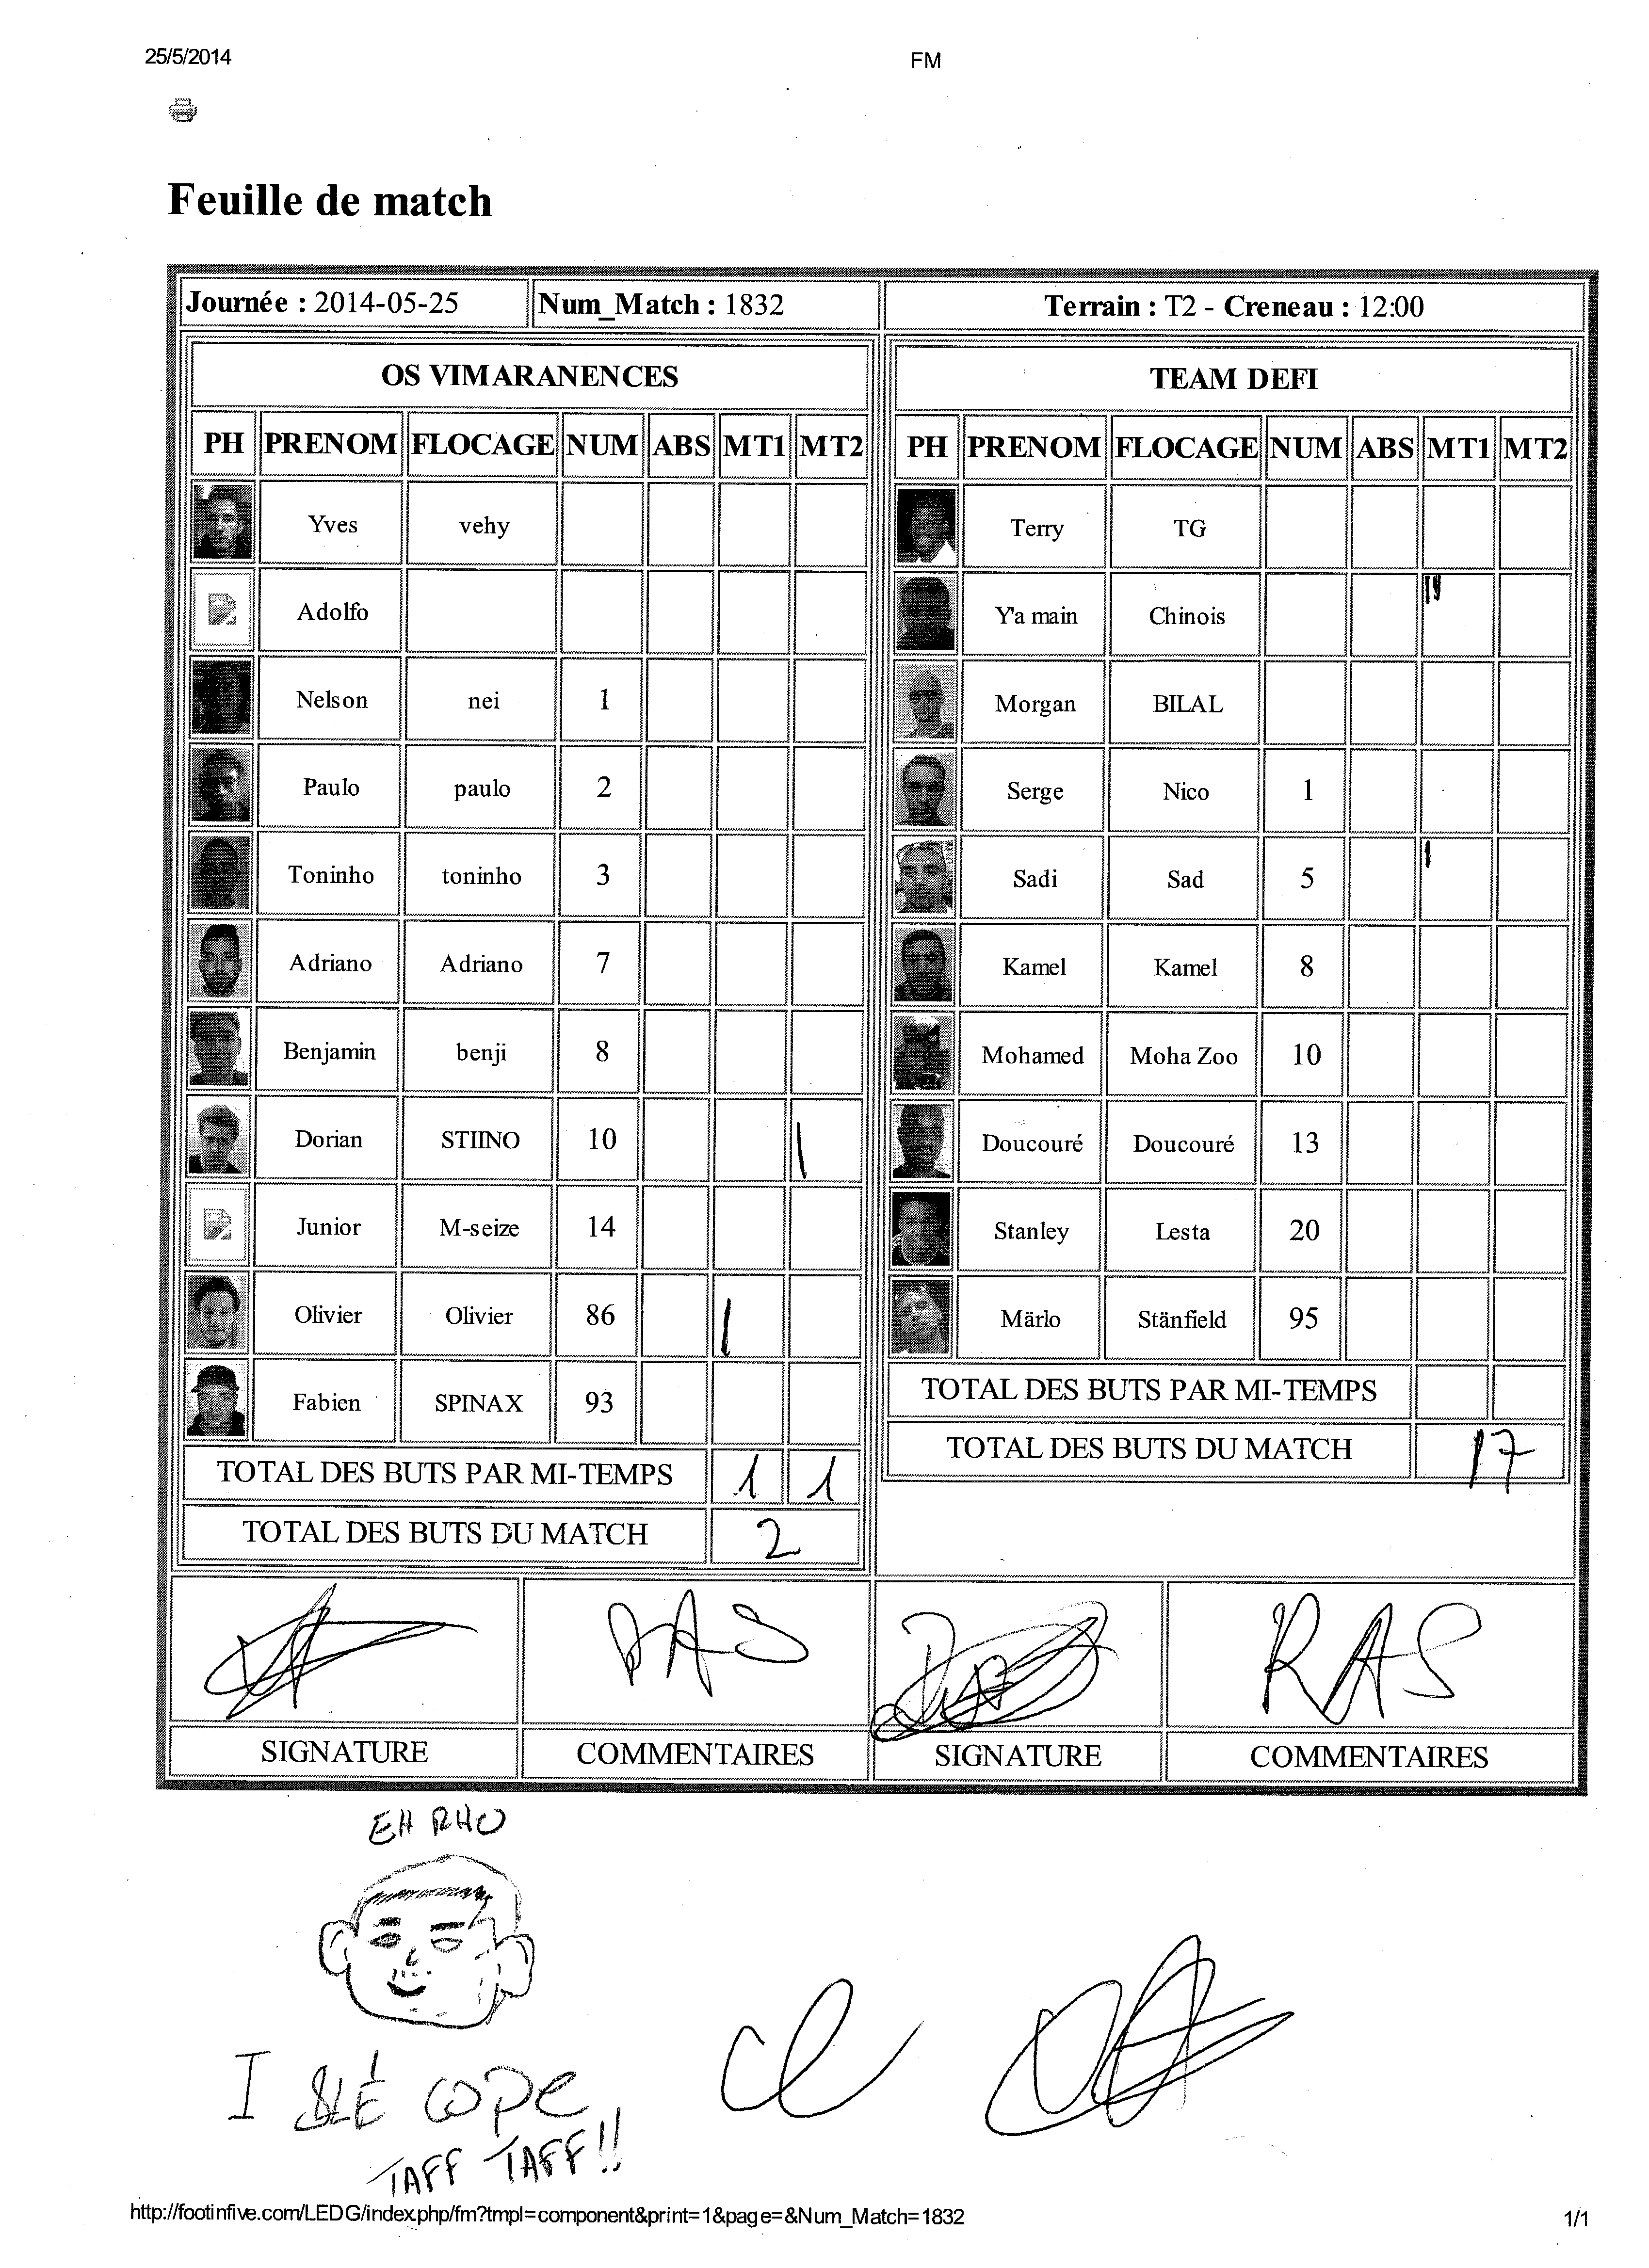 25/5/2014 FM
Feuille de match
Journée : 2014-05-25 Num_Match : 1832 Terrain : T2 - Creneau : 12:00
OS VIMARANENCES TEAM DEFI
PH PRENOM FLOCAGE NUM ABS MT1 MT2 PH PRENOM FLOCAGE NUM ABS MT1 MT2
Yves vehy Terry TG
Adolfo Y'a main Chinois
Nelson nei 1 Morgan BILAL
Paulo paulo 2 Serge Nico 1
Toninho toninho 3 Sadi Sad 5
Adriano Adriano 7 Kamel Kamel 8
Benjamin benji 8 Mohamed Moha Zoo 10
Dorian STIINO 10 | Doucouré Doucouré 13
Junior M-seize 14 Stanley Lesta 20
Olivier Olivier 86 | Märlo Stänfield 95
Fabien SPINAX 93 TOTAL DES BUTS PAR MI-TEMPS
TOTAL DES BUTS PAR MI-TEMPS 1 1 TOTAL DES BUTS DU MATCH 17
TOTAL DES BUTS DU MATCH 2
RAS RAS
SIGNATURE COMMENTAIRES SIGNATURE COMMENTAIRES
EH RHO
I BLÉ COPE
TAFF TAFF!!
http://footinfive.com/LEDG/index.php/fm?tmpl=component&print=1&page=&Num_Match=1832 1/1